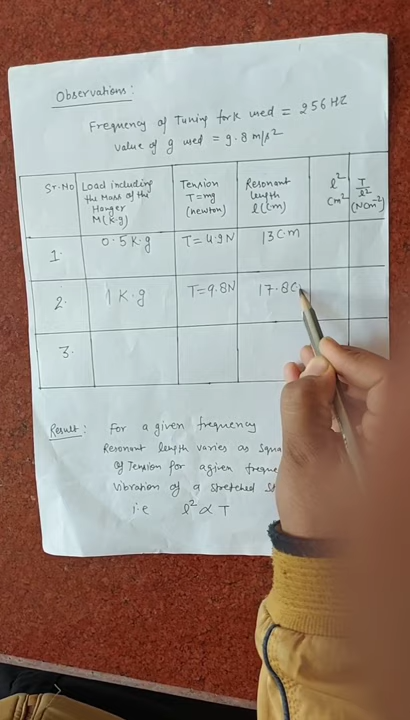 Observations:
Frequency of Tuning fork used = 256 HZ
value of g used = 9.8 m/s²
Sr.No
Load including
the Mass of the
Hanger
M(K.g)
Tension
T=mg
(newton)
Resonant
length
l(Cm)
l²
Cm²
T/l²
(NCm⁻²)
1.
0.5 K.g
T=4.9N
13 C.m
2.
1 K.g
T=9.8N
17.8C
3.
Result: For a given frequency
Resonant length varies as
of Tension for a given
vibration of a stretched
i.e l² ∝ T